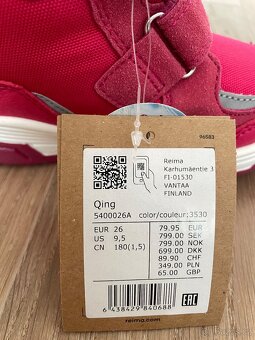 96583
Reima
Karhumäentie 3
FI-01530
VANTAA
FINLAND
Qing
5400026A color/couleur:3530
EUR 26
US 9,5
CN 180(1,5)
79.95 EUR
799.00 SEK
799.00 NOK
699.00 DKK
89.90 CHF
349.00 PLN
65.00 GBP
6 438429 840688
EAC
reima.com